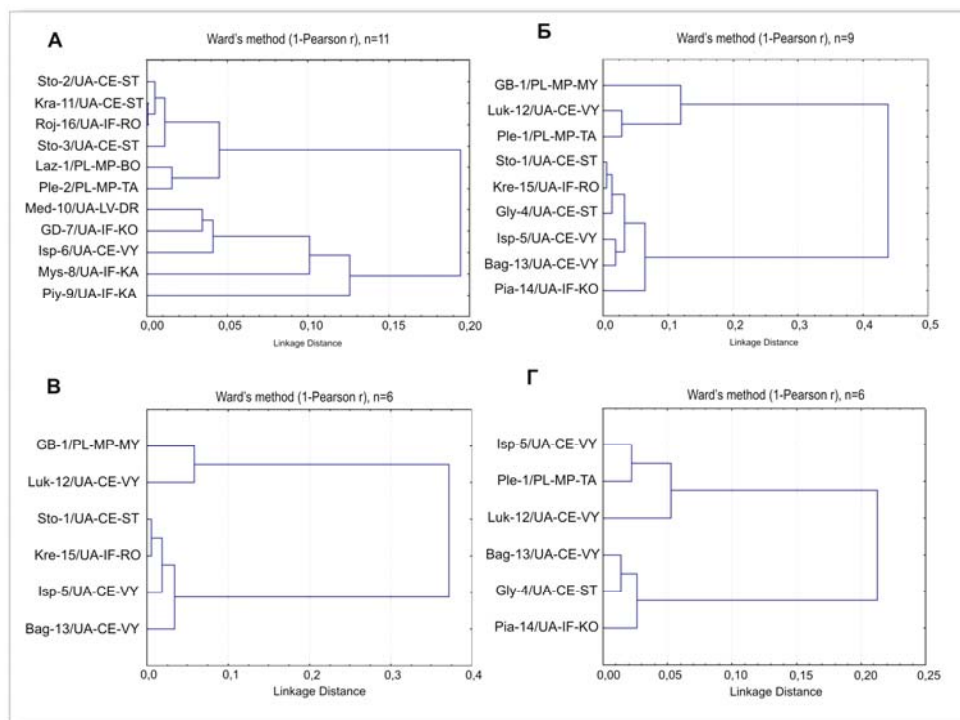 А
Ward's method (1-Pearson r), n=11
Sto-2/UA-CE-ST
Kra-11/UA-CE-ST
Roj-16/UA-IF-RO
Sto-3/UA-CE-ST
Laz-1/PL-MP-BO
Ple-2/PL-MP-TA
Med-10/UA-LV-DR
GD-7/UA-IF-KO
Isp-6/UA-CE-VY
Mys-8/UA-IF-KA
Piy-9/UA-IF-KA
0,00 0,05 0,10 0,15 0,20
Linkage Distance
Б
Ward's method (1-Pearson r), n=9
GB-1/PL-MP-MY
Luk-12/UA-CE-VY
Ple-1/PL-MP-TA
Sto-1/UA-CE-ST
Kre-15/UA-IF-RO
Gly-4/UA-CE-ST
Isp-5/UA-CE-VY
Bag-13/UA-CE-VY
Pia-14/UA-IF-KO
0,0 0,1 0,2 0,3 0,4 0,5
Linkage Distance
В
Ward's method (1-Pearson r), n=6
GB-1/PL-MP-MY
Luk-12/UA-CE-VY
Sto-1/UA-CE-ST
Kre-15/UA-IF-RO
Isp-5/UA-CE-VY
Bag-13/UA-CE-VY
0,0 0,1 0,2 0,3 0,4
Linkage Distance
Г
Ward's method (1-Pearson r), n=6
Isp-5/UA-CE-VY
Ple-1/PL-MP-TA
Luk-12/UA-CE-VY
Bag-13/UA-CE-VY
Gly-4/UA-CE-ST
Pia-14/UA-IF-KO
0,00 0,05 0,10 0,15 0,20 0,25
Linkage Distance